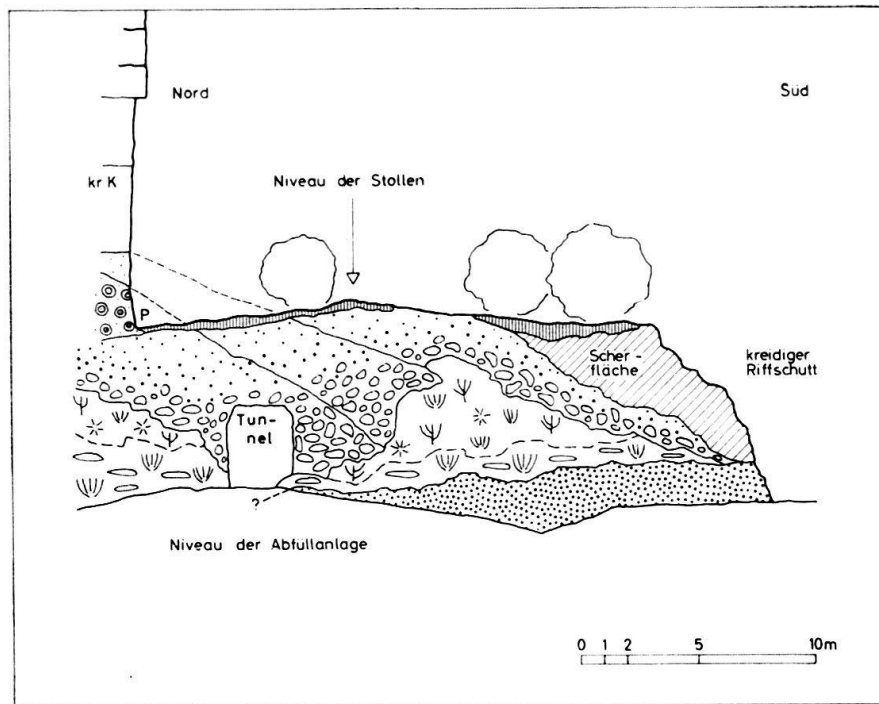 Nord
Süd
kr K
Niveau der Stollen
P
Scher-
fläche
kreidiger
Riffschutt
Tun-
nel
?
Niveau der Abfüllanlage
0 1 2 5 10m